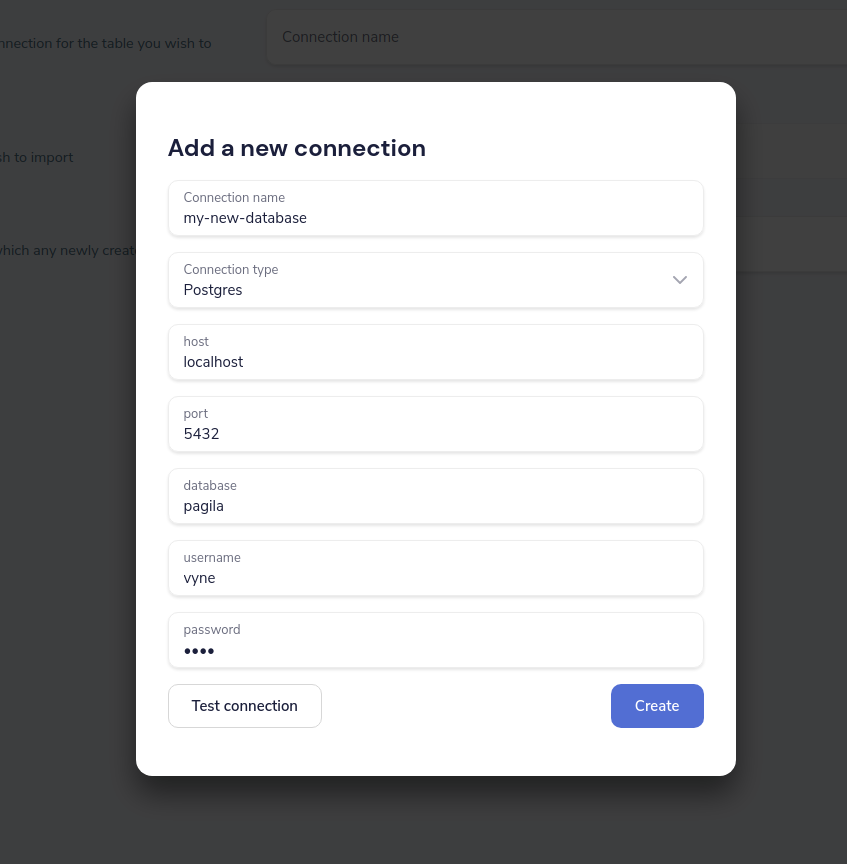 nnection for the table you wish to
Connection name
sh to import
which any newly create
Add a new connection
Connection name
my-new-database
Connection type
Postgres
host
localhost
port
5432
database
pagila
username
vyne
password
••••
Test connection
Create